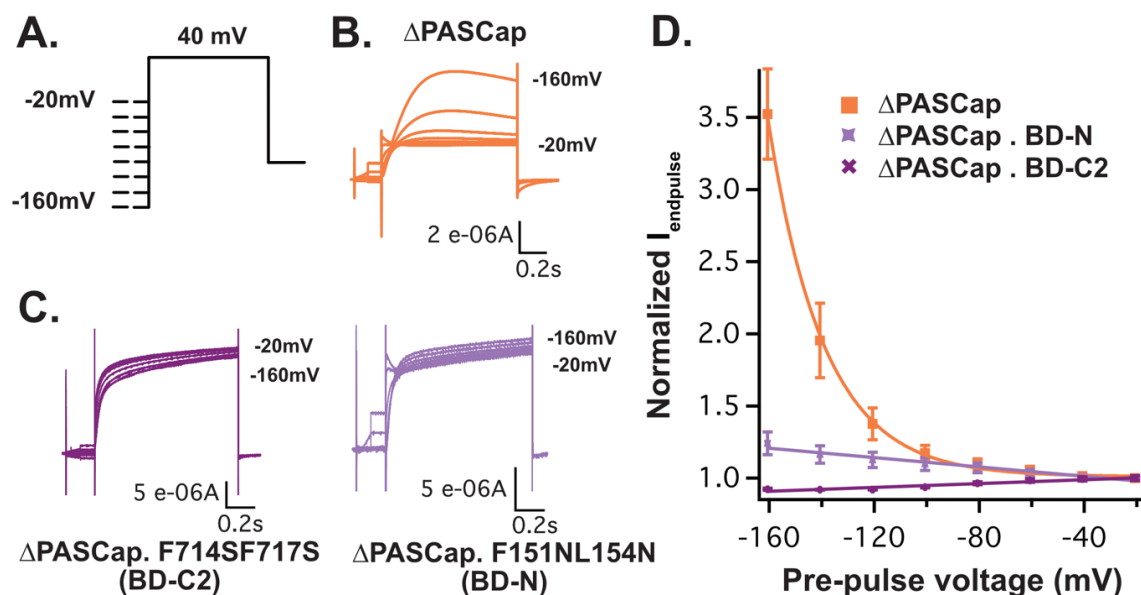 A.
40 mV
-20mV
-160mV
B.
ΔPASCap
-160mV
-20mV
2 e-06A
0.2s
C.
-20mV
-160mV
5 e-06A
0.2s
ΔPASCap. F714SF717S
(BD-C2)
-160mV
-20mV
5 e-06A
0.2s
ΔPASCap. F151NL154N
(BD-N)
D.
ΔPASCap
ΔPASCap . BD-N
ΔPASCap . BD-C2
Normalized Iendpulse
3.5
3.0
2.5
2.0
1.5
1.0
-160
-120
-80
-40
Pre-pulse voltage (mV)